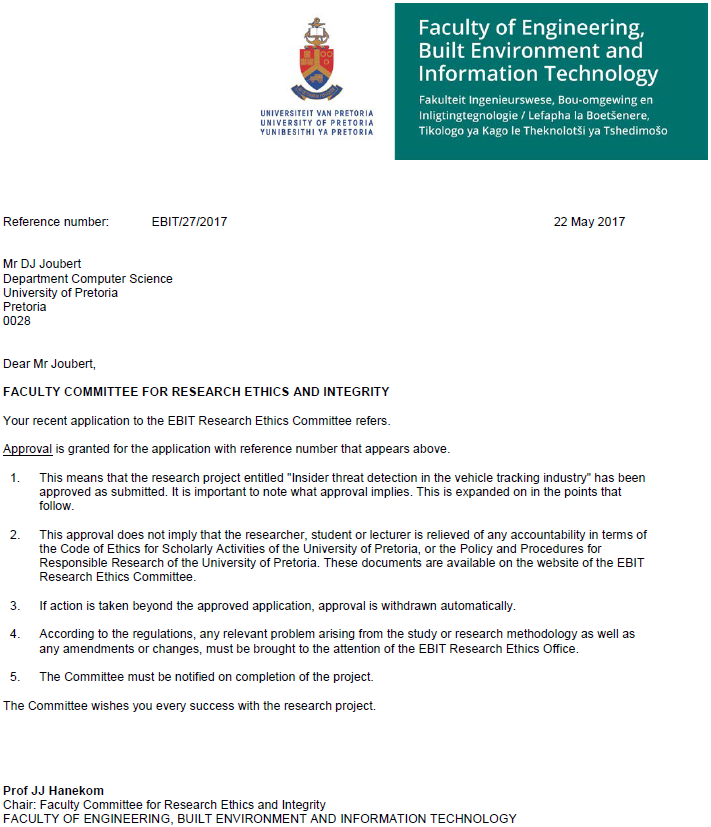 UNIVERSITEIT VAN PRETORIA
UNIVERSITY OF PRETORIA
YUNIBESITHI YA PRETORIA
Faculty of Engineering,
Built Environment and
Information Technology
Fakulteit Ingenieurswese, Bou-omgewing en
Inligtingtegnologie / Lefapha la Boetšenere,
Tikologo ya Kago le Theknolotši ya Tshedimošo
Reference number: EBIT/27/2017 22 May 2017
Mr DJ Joubert
Department Computer Science
University of Pretoria
Pretoria
0028
Dear Mr Joubert,
FACULTY COMMITTEE FOR RESEARCH ETHICS AND INTEGRITY
Your recent application to the EBIT Research Ethics Committee refers.
Approval is granted for the application with reference number that appears above.
1. This means that the research project entitled "Insider threat detection in the vehicle tracking industry" has been
approved as submitted. It is important to note what approval implies. This is expanded on in the points that
follow.
2. This approval does not imply that the researcher, student or lecturer is relieved of any accountability in terms of
the Code of Ethics for Scholarly Activities of the University of Pretoria, or the Policy and Procedures for
Responsible Research of the University of Pretoria. These documents are available on the website of the EBIT
Research Ethics Committee.
3. If action is taken beyond the approved application, approval is withdrawn automatically.
4. According to the regulations, any relevant problem arising from the study or research methodology as well as
any amendments or changes, must be brought to the attention of the EBIT Research Ethics Office.
5. The Committee must be notified on completion of the project.
The Committee wishes you every success with the research project.
Prof JJ Hanekom
Chair: Faculty Committee for Research Ethics and Integrity
FACULTY OF ENGINEERING, BUILT ENVIRONMENT AND INFORMATION TECHNOLOGY